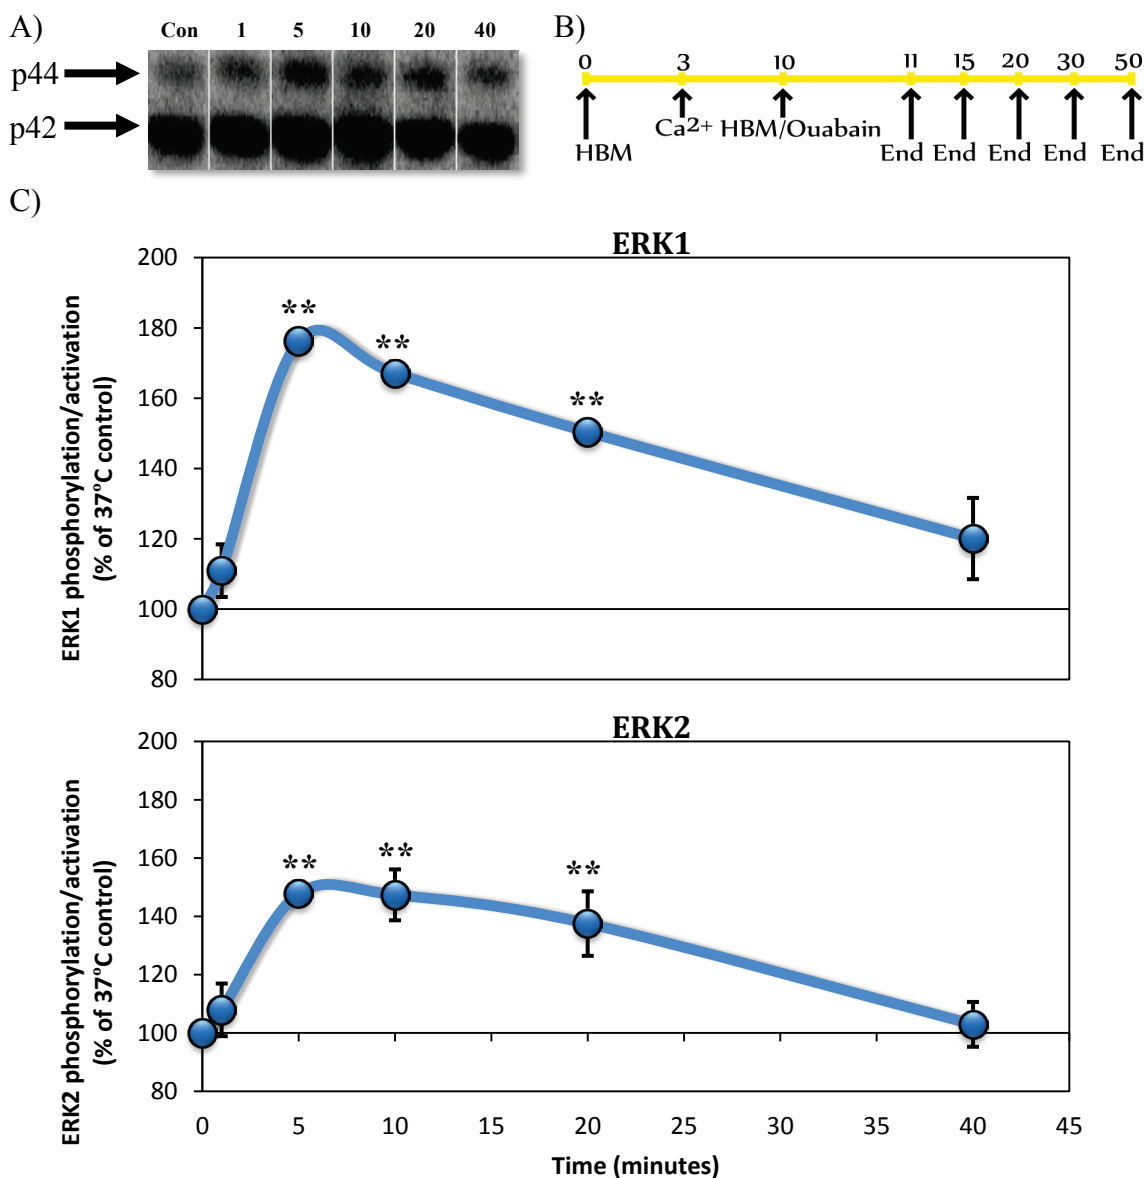 A)
Con 1 5 10 20 40
p44
p42
B)
0 3 10 11 15 20 30 50
Ca2+ HBM/Ouabain
HBM End End End End End
C)
ERK1
ERK1 phosphorylation/activation
(% of 37°C control)
200
180
160
140
120
100
80
** ** **
ERK2
ERK2 phosphorylation/activation
(% of 37°C control)
200
180
160
140
120
100
80
** ** **
0 5 10 15 20 25 30 35 40 45
Time (minutes)